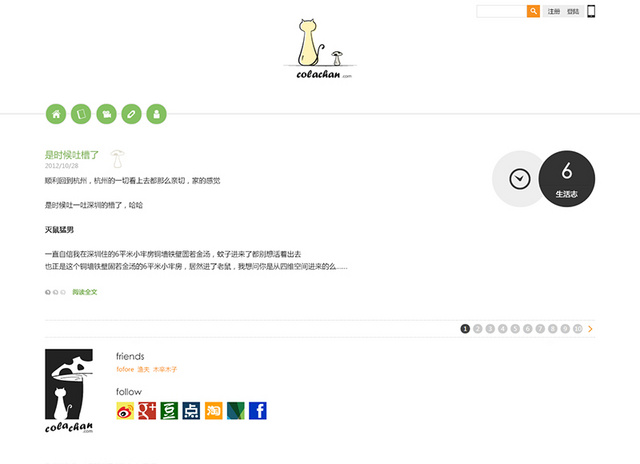 注册 登陆
colachan.com
是时候吐槽了
2012/10/28
顺利回到杭州，杭州的一切看上去都那么亲切，家的感觉
是时候吐一吐深圳的槽了，哈哈
灭鼠猛男
一直自信我在深圳住的6平米小牢房铜墙铁壁固若金汤，蚊子进来了都别想活着出去
也正是这个铜墙铁壁固若金汤的6平米小牢房，居然进了老鼠，我想问你是从四维空间进来的么......
6
生活志
阅读全文
1 2 3 4 5 6 7 8 9 10
friends
fofore 渔夫 木辛木子
follow
g+ 豆 点 淘 f
colachan.com